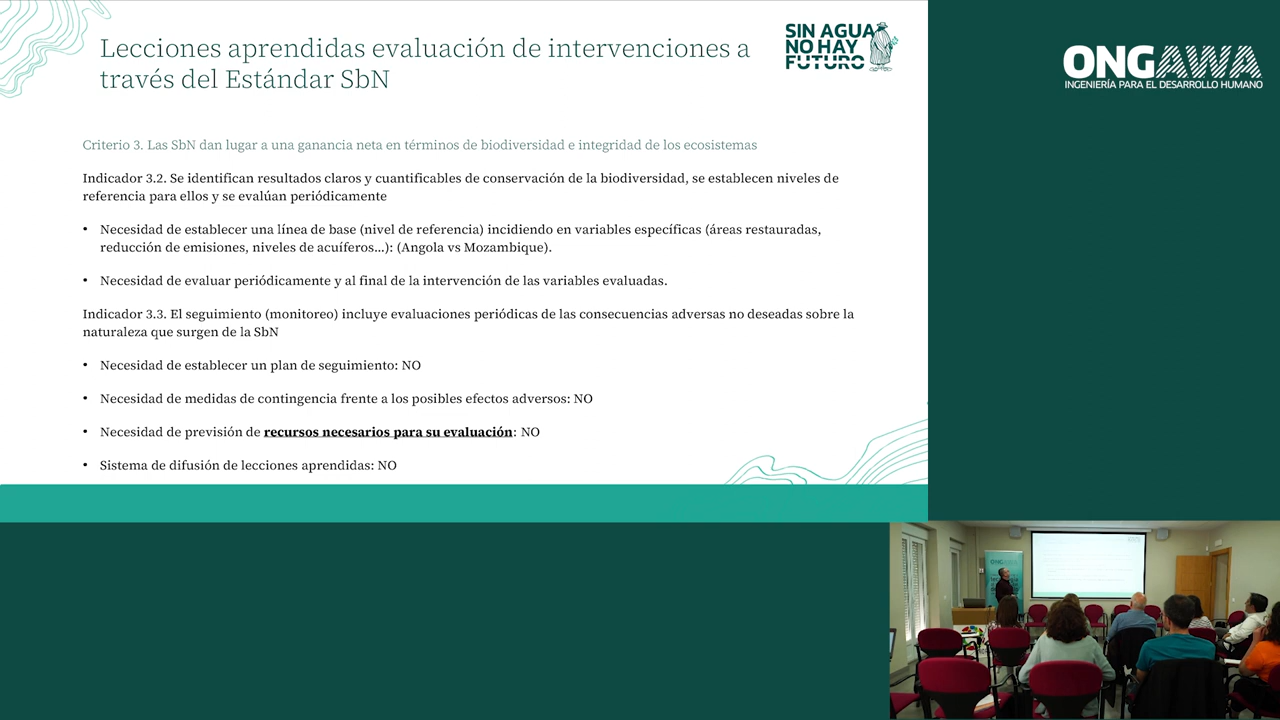 Lecciones aprendidas evaluación de intervenciones a
través del Estándar SbN
SIN AGUA
NO HAY
FUTURO
ONGAWA
INGENIERÍA PARA EL DESARROLLO HUMANO
Criterio 3. Las SbN dan lugar a una ganancia neta en términos de biodiversidad e integridad de los ecosistemas
Indicador 3.2. Se identifican resultados claros y cuantificables de conservación de la biodiversidad, se establecen niveles de
referencia para ellos y se evalúan periódicamente
• Necesidad de establecer una línea de base (nivel de referencia) incidiendo en variables específicas (áreas restauradas,
reducción de emisiones, niveles de acuíferos...): (Angola vs Mozambique).
• Necesidad de evaluar periódicamente y al final de la intervención de las variables evaluadas.
Indicador 3.3. El seguimiento (monitoreo) incluye evaluaciones periódicas de las consecuencias adversas no deseadas sobre la
naturaleza que surgen de la SbN
• Necesidad de establecer un plan de seguimiento: NO
• Necesidad de medidas de contingencia frente a los posibles efectos adversos: NO
• Necesidad de previsión de recursos necesarios para su evaluación: NO
• Sistema de difusión de lecciones aprendidas: NO
ONGAWA